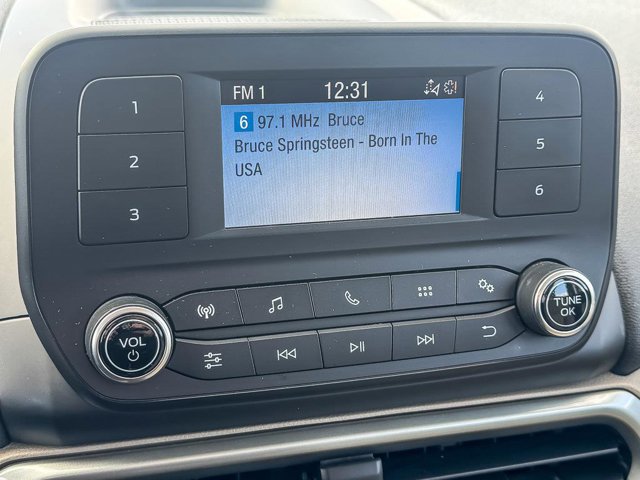 FM 1 12:31
6 97.1 MHz Bruce
Bruce Springsteen - Born In The
USA
1
2
3
4
5
6
VOL
TUNE
OK